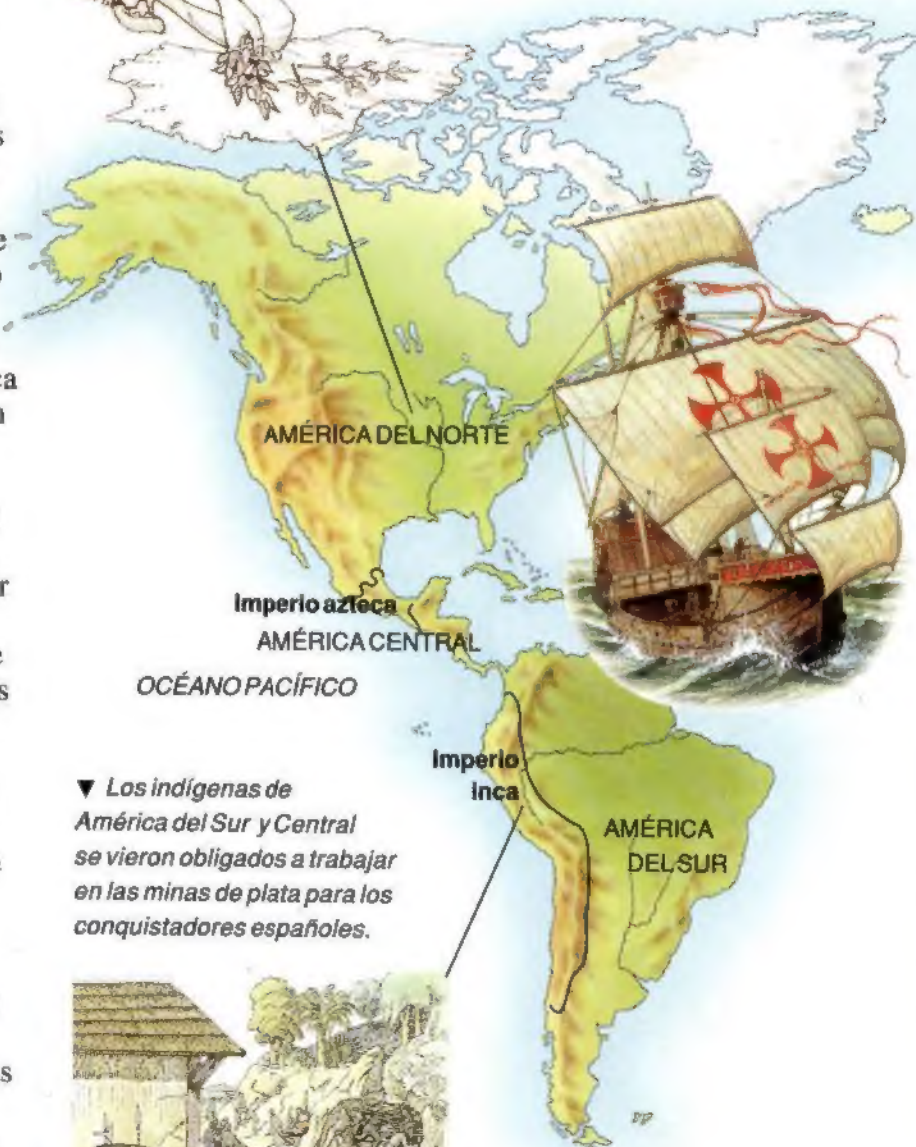 AMÉRICA DEL NORTE
Imperio azteca
AMÉRICA CENTRAL
OCÉANO PACÍFICO
Imperio
inca
AMÉRICA
DEL SUR
▼ Los indígenas de
América del Sur y Central
se vieron obligados a trabajar
en las minas de plata para los
conquistadores españoles.